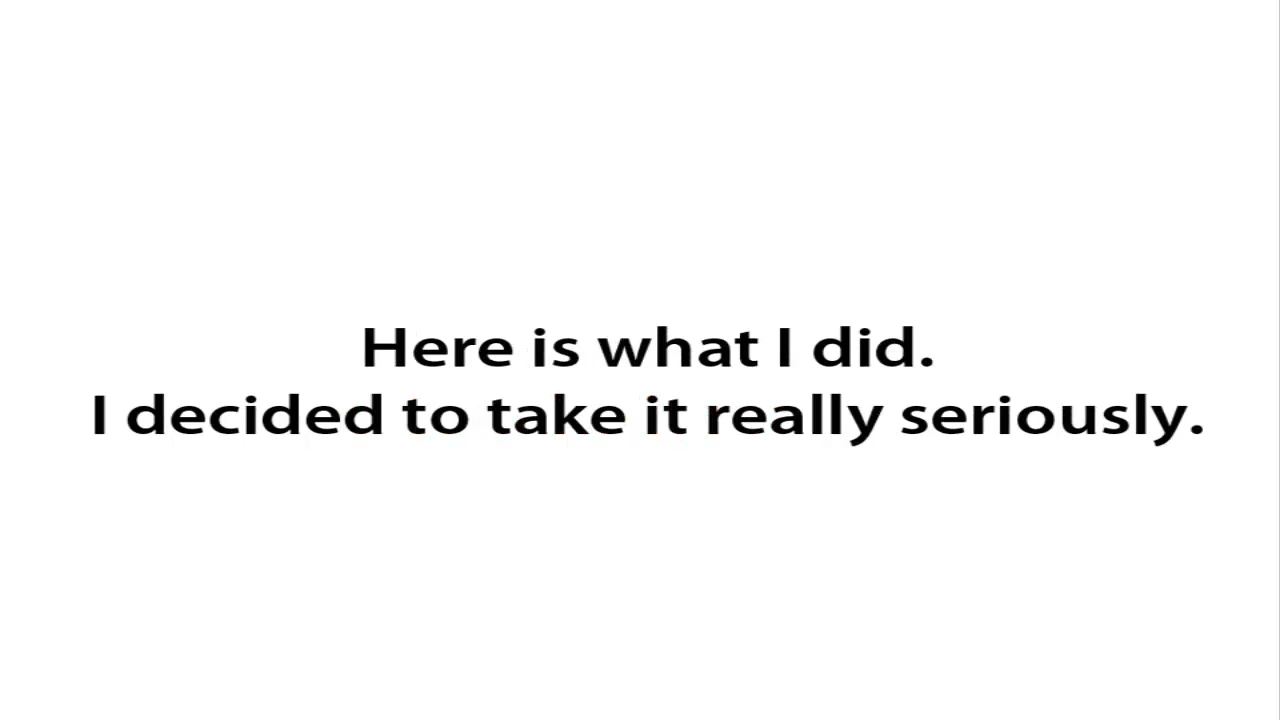 Here is what I did.
I decided to take it really seriously.